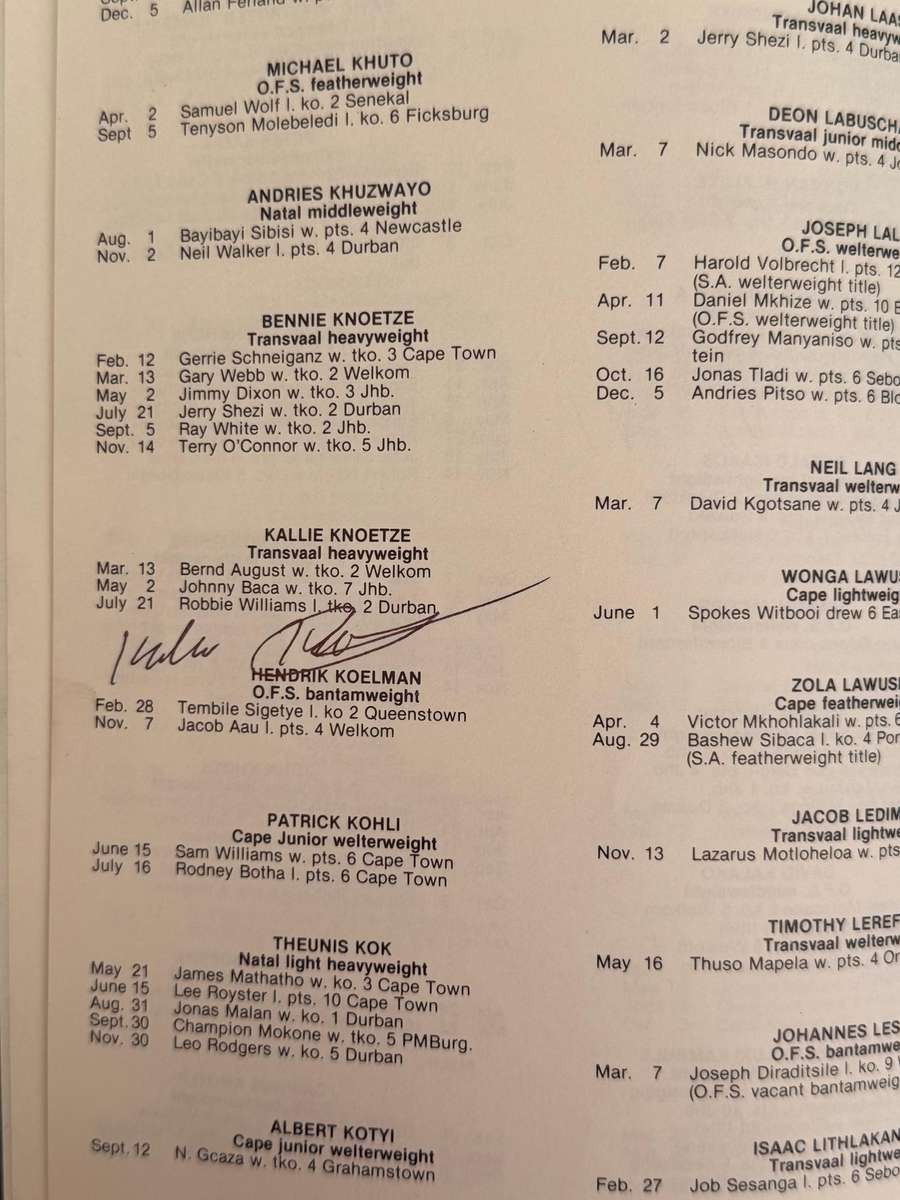 Dec. 5
MICHAEL KHUTO
O.F.S. featherweight
Apr. 2 Samuel Wolf l. ko. 2 Senekal
Sept 5 Tenyson Molebeledi l. ko. 6 Ficksburg
ANDRIES KHUZWAYO
Natal middleweight
Aug. 1 Bayibayi Sibisi w. pts. 4 Newcastle
Nov. 2 Neil Walker l. pts. 4 Durban
BENNIE KNOETZE
Transvaal heavyweight
Feb. 12 Gerrie Schneiganz w. tko. 3 Cape Town
Mar. 13 Gary Webb w. tko. 2 Welkom
May 2 Jimmy Dixon w. tko. 3 Jhb.
July 21 Jerry Shezi w. tko. 2 Durban
Sept. 5 Ray White w. tko. 2 Jhb.
Nov. 14 Terry O'Connor w. tko. 5 Jhb.
KALLIE KNOETZE
Transvaal heavyweight
Mar. 13 Bernd August w. tko. 2 Welkom
May 2 Johnny Baca w. tko. 7 Jhb.
July 21 Robbie Williams l. tko. 2 Durban
HENDRIK KOELMAN
O.F.S. bantamweight
Feb. 28 Tembile Sigetye l. ko 2 Queenstown
Nov. 7 Jacob Aau l. pts. 4 Welkom
PATRICK KOHLI
Cape Junior welterweight
June 15 Sam Williams w. pts. 6 Cape Town
July 16 Rodney Botha l. pts. 6 Cape Town
THEUNIS KOK
Natal light heavyweight
May 21 James Mathatho w. ko. 3 Cape Town
June 15 Lee Royster l. pts. 10 Cape Town
Aug. 31 Jonas Malan w. ko. 1 Durban
Sept. 30 Champion Mokone w. tko. 5 PMBurg.
Nov. 30 Leo Rodgers w. ko. 5 Durban
ALBERT KOTYI
Cape junior welterweight
Sept. 12 N. Gcaza w. tko. 4 Grahamstown
JOHAN
Transvaal
Mar. 2 Jerry Shezi l. pts. 4
DEON
Transvaal junior
Mar. 7 Nick Masondo w. pts. 4
JOSEPH
O.F.S.
Feb. 7 Harold Volbrecht l. pts. 12
(S.A. welterweight title)
Apr. 11 Daniel Mkhize w. pts. 10
(O.F.S. welterweight title)
Sept. 12 Godfrey Manyaniso w.
tein
Oct. 16 Jonas Tladi w. pts. 6
Dec. 5 Andries Pitso w. pts. 6
NEIL LANG
Transvaal
Mar. 7 David Kgotsane w. pts. 4
WONGA
Cape
June 1 Spokes Witbooi drew 6
ZOLA
Cape
Apr. 4 Victor Mkhohlakali w. pts.
Aug. 29 Bashew Sibaca l. ko. 4
(S.A. featherweight title)
JACOB
Transvaal
Nov. 13 Lazarus Motloheloa w.
TIMOTHY
Transvaal
May 16 Thuso Mapela w. pts. 4
JOHANNES
O.F.S.
Mar. 7 Joseph Diraditsile l. ko. 9
(O.F.S. vacant
ISAAC
Transvaal
Feb. 27 Job Sesanga l. pts. 6